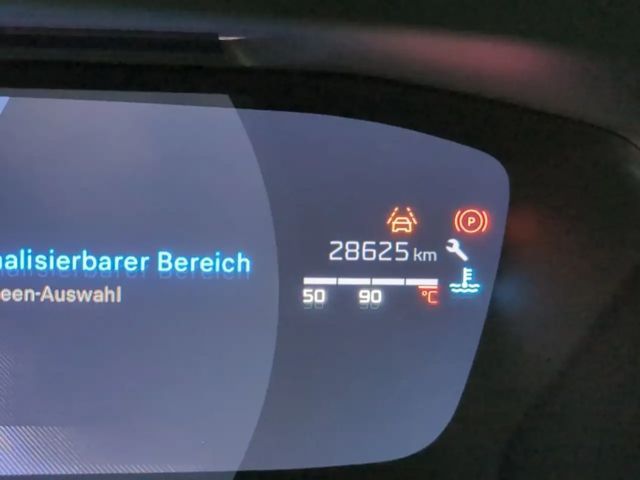 P
28625 km
alisierbarer Bereich
50 90 °C
een-Auswahl